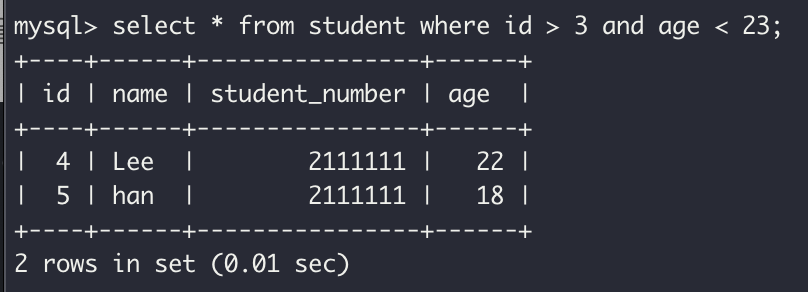 mysql> select * from student where id > 3 and age < 23;
+----+------+----------------+------+
| id | name | student_number | age  |
+----+------+----------------+------+
|  4 | Lee  |        2111111 |   22 |
|  5 | han  |        2111111 |   18 |
+----+------+----------------+------+
2 rows in set (0.01 sec)